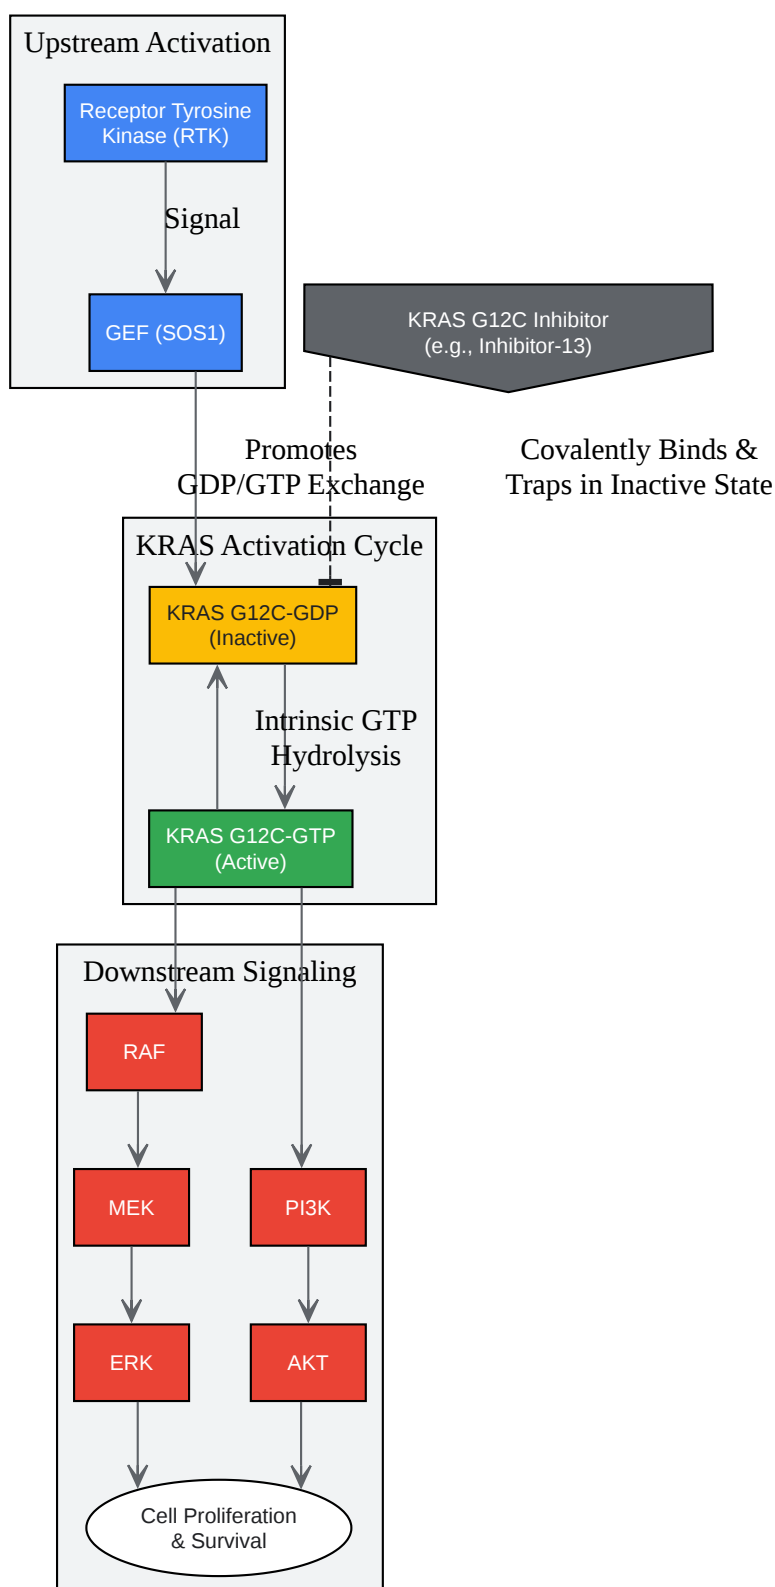 Upstream Activation
Receptor Tyrosine
Kinase (RTK)
Signal
GEF (SOS1)
KRAS G12C Inhibitor
(e.g., Inhibitor-13)
Promotes
GDP/GTP Exchange
Covalently Binds &
Traps in Inactive State
KRAS Activation Cycle
KRAS G12C-GDP
(Inactive)
Intrinsic GTP
Hydrolysis
KRAS G12C-GTP
(Active)
Downstream Signaling
RAF
MEK
PI3K
ERK
AKT
Cell Proliferation
& Survival